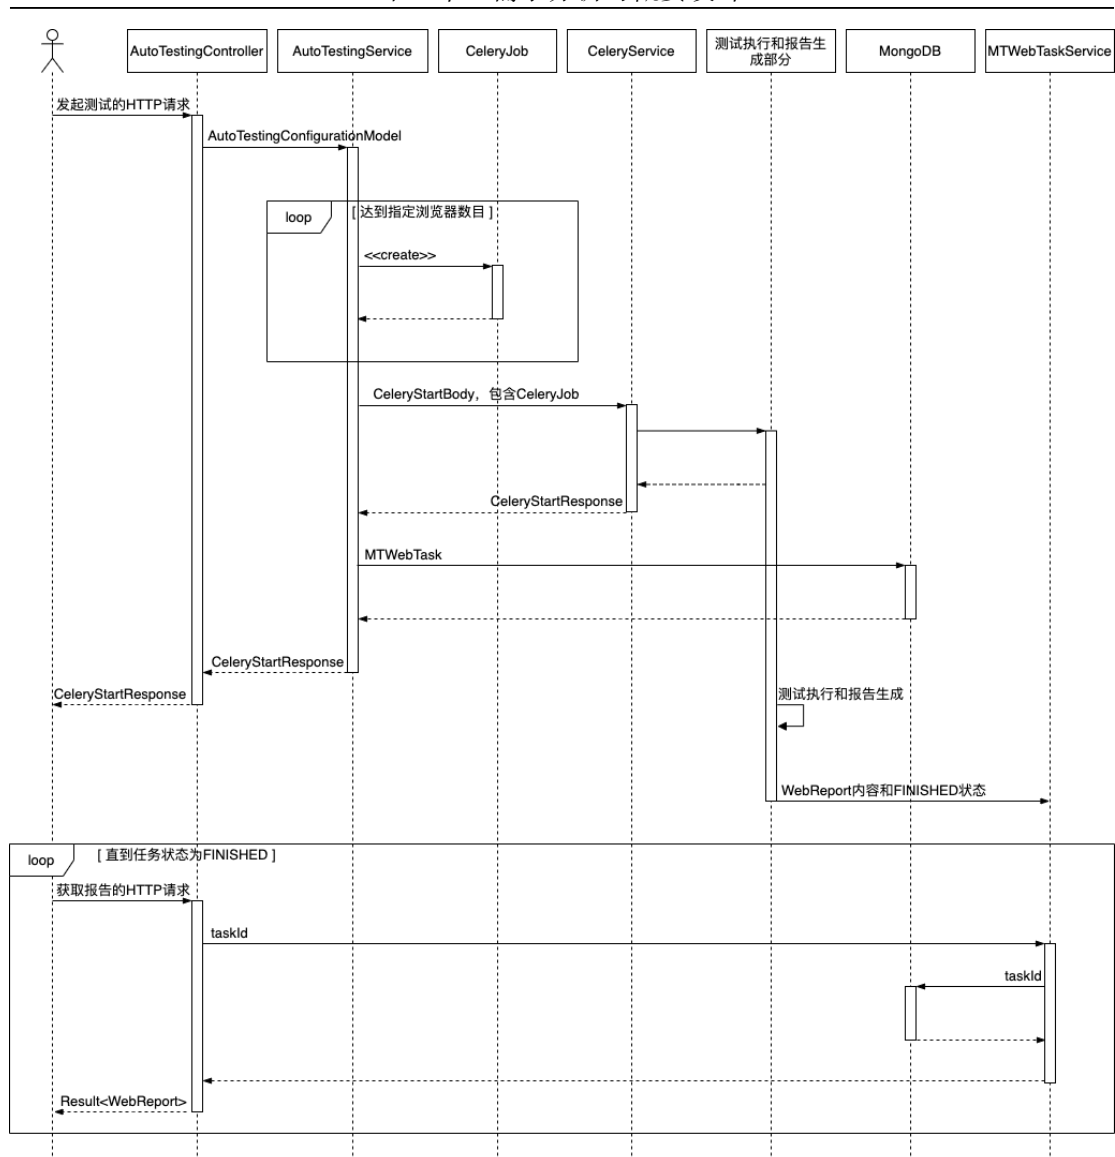 AutoTestingController
AutoTestingService
CeleryJob
CeleryService
测试执行和报告生
成部分
MongoDB
MTWebTaskService
发起测试的HTTP请求
AutoTestingConfigurationModel
loop
[ 达到指定浏览器数目 ]
<<create>>
CeleryStartBody，包含CeleryJob
CeleryStartResponse
MTWebTask
CeleryStartResponse
CeleryStartResponse
测试执行和报告生成
WebReport内容和FINISHED状态
loop
[ 直到任务状态为FINISHED ]
获取报告的HTTP请求
taskId
taskId
Result<WebReport>